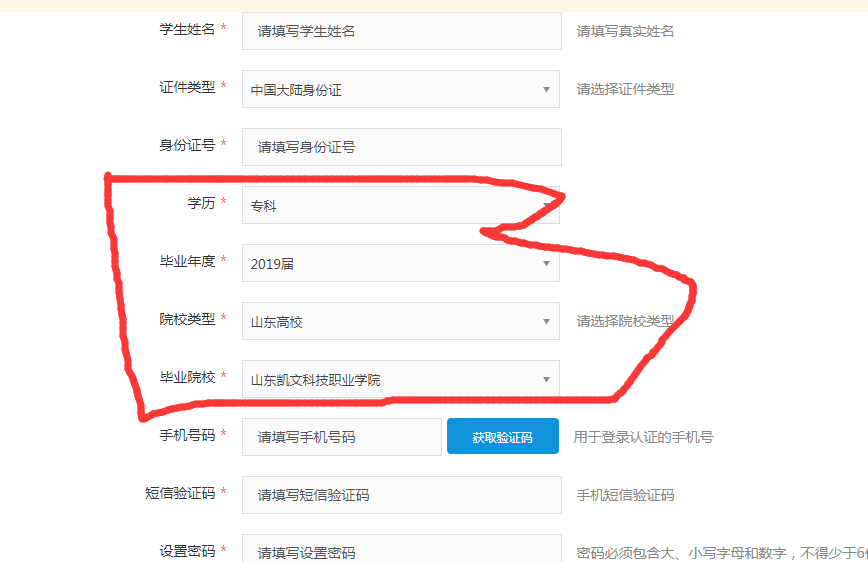 学生姓名 * 请填写学生姓名 请填写真实姓名
证件类型 * 中国大陆身份证 请选择证件类型
身份证号 * 请填写身份证号
学历 * 专科
毕业年度 * 2019届
院校类型 * 山东高校 请选择院校类型
毕业院校 * 山东凯文科技职业学院
手机号码 * 请填写手机号码 获取验证码 用于登录认证的手机号
短信验证码 * 请填写短信验证码 手机短信验证码
设置密码 * 请填写设置密码 密码必须包含大、小写字母和数字，不得少于6